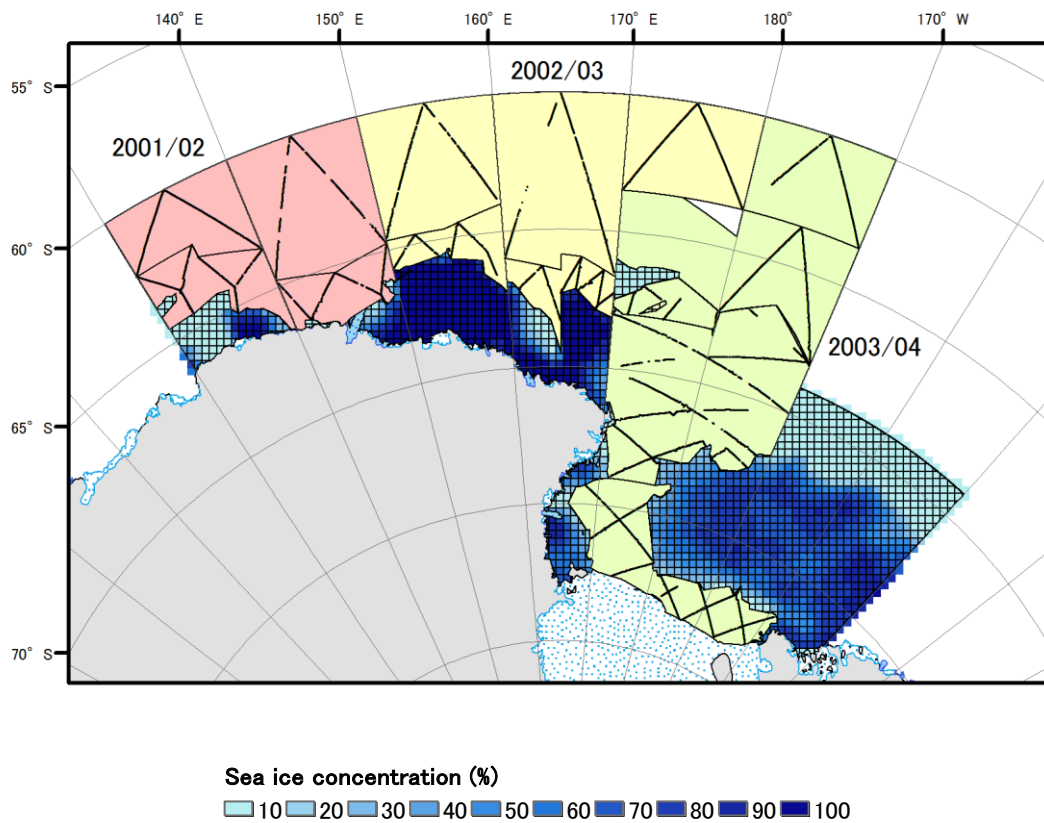 140° E 150° E 160° E 170° E 180° 170° W
55° S
2002/03
2001/02
60° S
2003/04
65° S
70° S
Sea ice concentration (%)
10 20 30 40 50 60 70 80 90 100